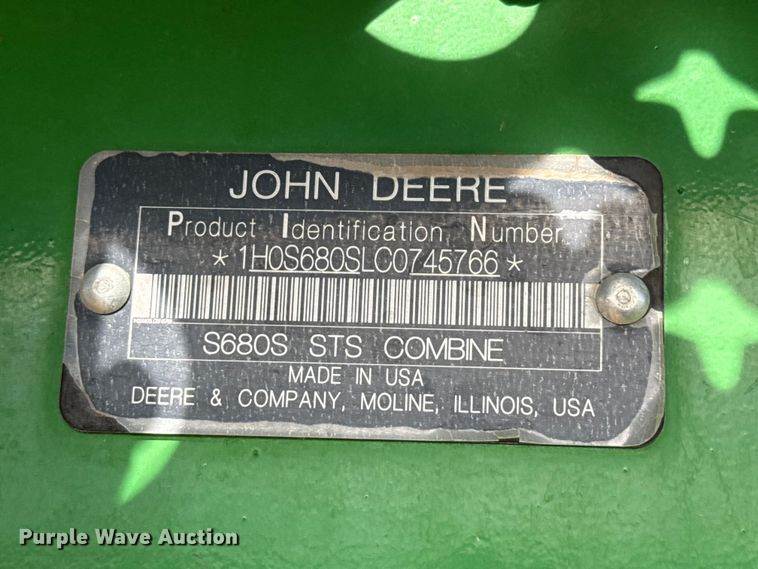 JOHN DEERE
Product Identification Number
*1H0S680SLC0745766*
S680S STS COMBINE
MADE IN USA
DEERE & COMPANY, MOLINE, ILLINOIS, USA
Purple Wave Auction